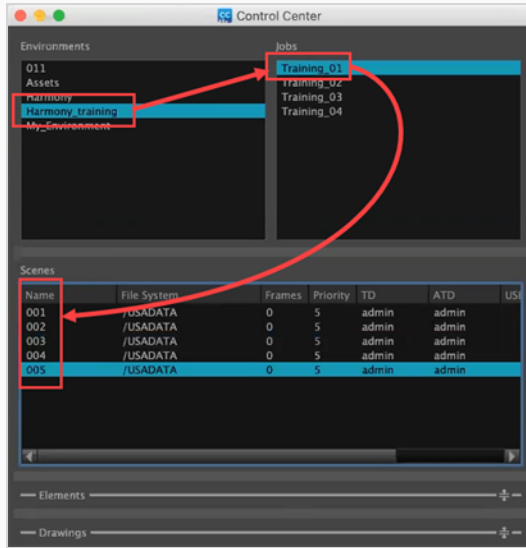 Control Center
Environments
Jobs
011
Assets
Harmony
Harmony_training
My_Environment
Training_01
Training_02
Training_03
Training_04
Scenes
Name File System Frames Priority TD ATD USE
001 /USADATA 0 5 admin admin
002 /USADATA 0 5 admin admin
003 /USADATA 0 5 admin admin
004 /USADATA 0 5 admin admin
005 /USADATA 0 5 admin admin
Elements
Drawings